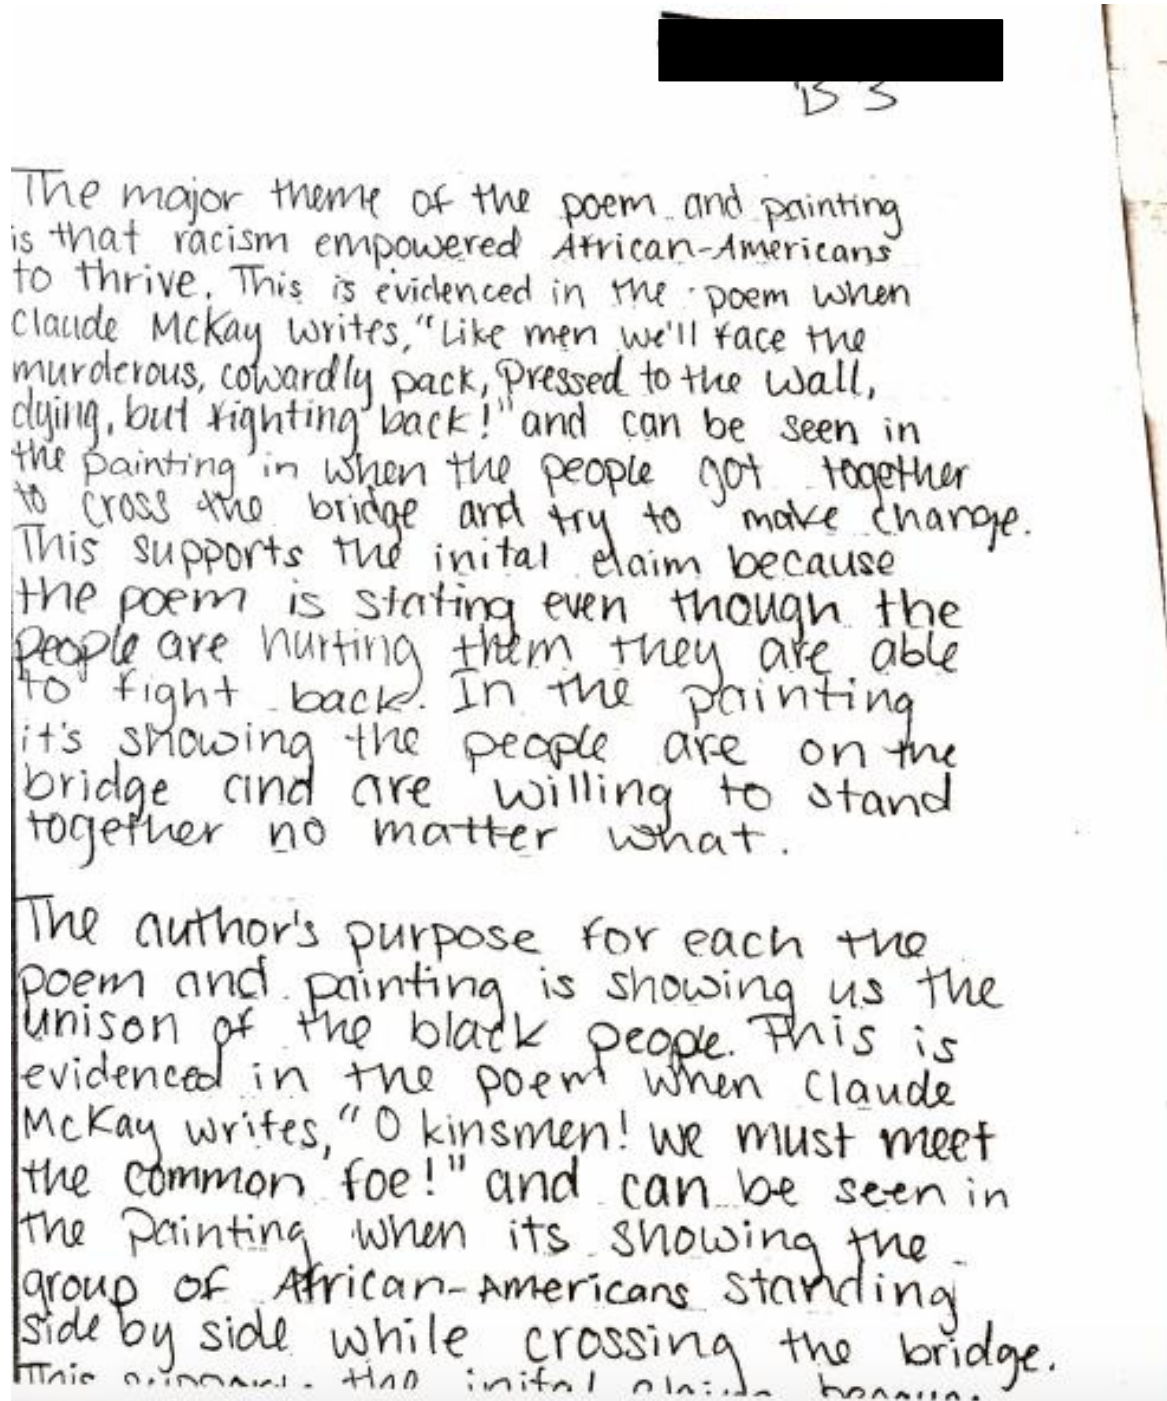 B3
The major theme of the poem and painting
is that racism empowered African-Americans
to thrive. This is evidenced in the poem when
Claude McKay writes, "Like men we'll face the
murderous, cowardly pack, Pressed to the wall,
dying, but fighting back!" and can be seen in
the painting in when the people got together
to cross the bridge and try to make change.
This supports the inital claim because
the poem is stating even though the
people are hurting them they are able
to fight back. In the painting
it's showing the people are on the
bridge and are willing to stand
together no matter what.
The author's purpose for each the
poem and painting is showing us the
unison of the black people. This is
evidenced in the poem when Claude
McKay writes, "O kinsmen! we must meet
the common foe!" and can be seen in
the painting when its showing the
group of African-Americans standing
side by side while crossing the bridge.
This supports the inital claim because